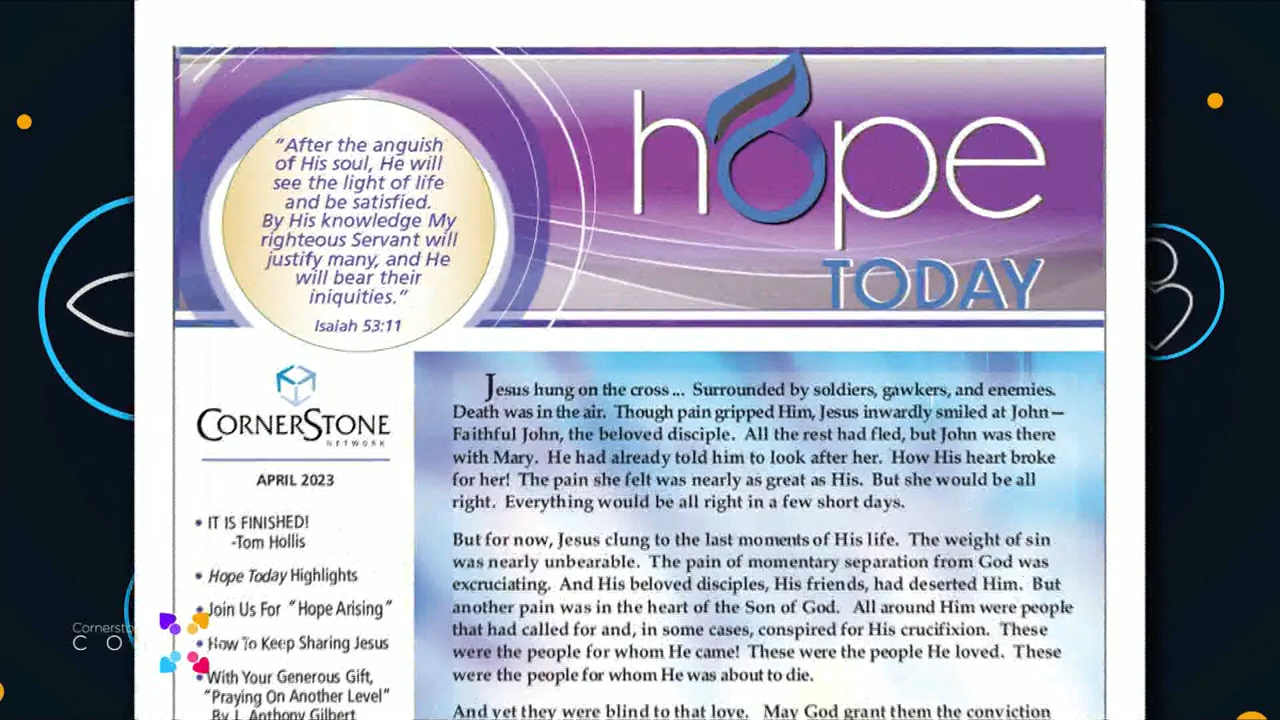 "After the anguish
of His soul, He will
see the light of life
and be satisfied.
By His knowledge My
righteous Servant will
justify many, and He
will bear their
iniquities."
Isaiah 53:11
hope
TODAY
CORNERSTONE
NETWORK
APRIL 2023
• IT IS FINISHED!
-Tom Hollis
• Hope Today Highlights
• Join Us For "Hope Arising"
• How To Keep Sharing Jesus
• With Your Generous Gift,
"Praying On Another Level"
By J. Anthony Gilbert
Jesus hung on the cross ... Surrounded by soldiers, gawkers, and enemies.
Death was in the air. Though pain gripped Him, Jesus inwardly smiled at John—
Faithful John, the beloved disciple. All the rest had fled, but John was there
with Mary. He had already told him to look after her. How His heart broke
for her! The pain she felt was nearly as great as His. But she would be all
right. Everything would be all right in a few short days.
But for now, Jesus clung to the last moments of His life. The weight of sin
was nearly unbearable. The pain of momentary separation from God was
excruciating. And His beloved disciples, His friends, had deserted Him. But
another pain was in the heart of the Son of God. All around Him were people
that had called for and, in some cases, conspired for His crucifixion. These
were the people for whom He came! These were the people He loved. These
were the people for whom He was about to die.
And yet they were blind to that love. May God grant them the conviction